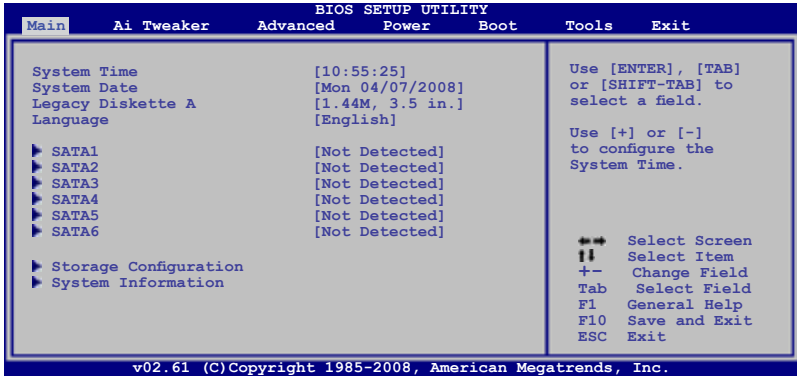 BIOS SETUP UTILITY
Main Ai Tweaker Advanced Power Boot Tools Exit
System Time [10:55:25]
System Date [Mon 04/07/2008]
Legacy Diskette A [1.44M, 3.5 in.]
Language [English]
SATA1 [Not Detected]
SATA2 [Not Detected]
SATA3 [Not Detected]
SATA4 [Not Detected]
SATA5 [Not Detected]
SATA6 [Not Detected]
Storage Configuration
System Information
Use [ENTER], [TAB]
or [SHIFT-TAB] to
select a field.
Use [+] or [-]
to configure the
System Time.
←→ Select Screen
↑↓ Select Item
+- Change Field
Tab Select Field
F1 General Help
F10 Save and Exit
ESC Exit
v02.61 (C)Copyright 1985-2008, American Megatrends, Inc.